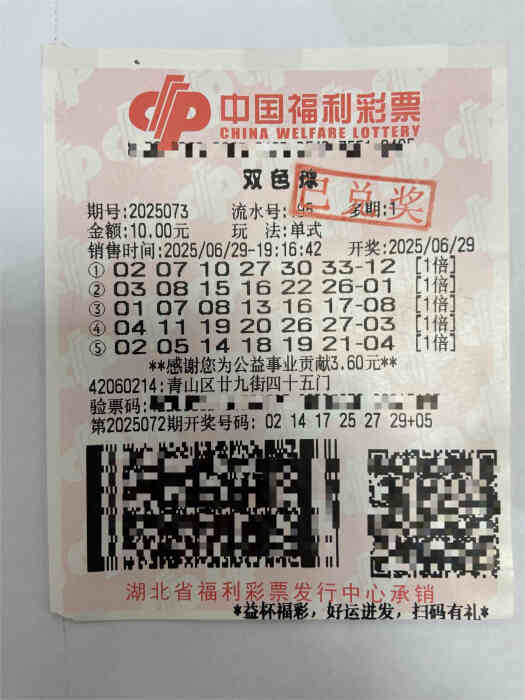 中国福利彩票
CHINA WELFARE LOTTERY
双色球
已兑奖
期号:2025073 流水号: 95 多期:1
金额:10.00元 玩 法:单式
销售时间:2025/06/29-19:16:42 开奖:2025/06/29
① 02 07 10 27 30 33-12 [1倍]
② 03 08 15 16 22 26-01 [1倍]
③ 01 07 08 13 16 17-08 [1倍]
④ 04 11 19 20 26 27-03 [1倍]
⑤ 02 05 14 18 19 21-04 [1倍]
**感谢您为公益事业贡献3.60元**
42060214:青山区廿九街四十五门
验票码:
第2025072期开奖号码: 02 14 17 25 27 29+05
湖北省福利彩票发行中心承销
*益杯福彩，好运迸发，扫码有礼*